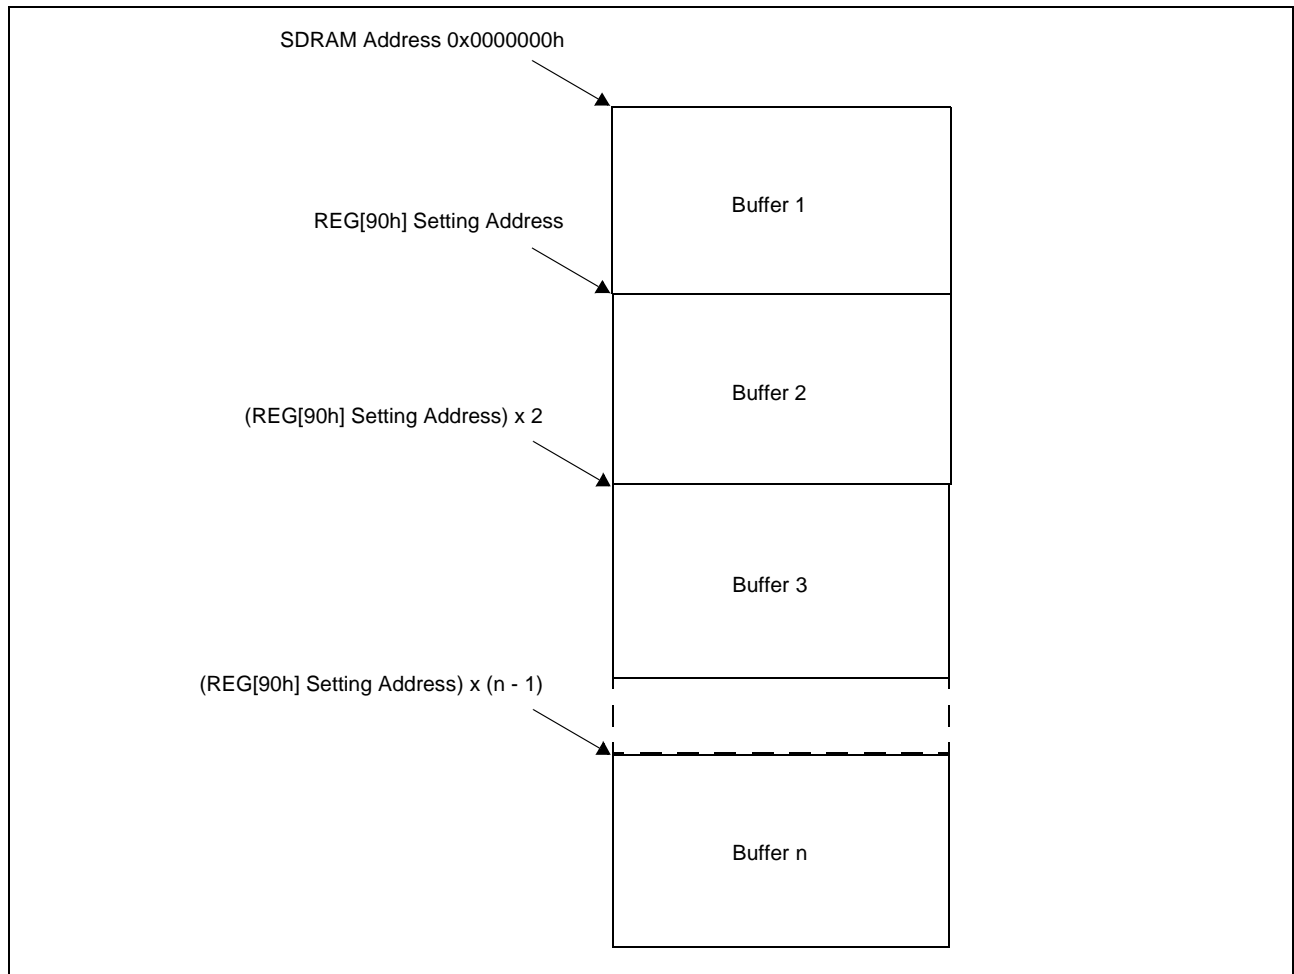 SDRAM Address 0x0000000h
Buffer 1
REG[90h] Setting Address
Buffer 2
(REG[90h] Setting Address) x 2
Buffer 3
(REG[90h] Setting Address) x (n - 1)
Buffer n